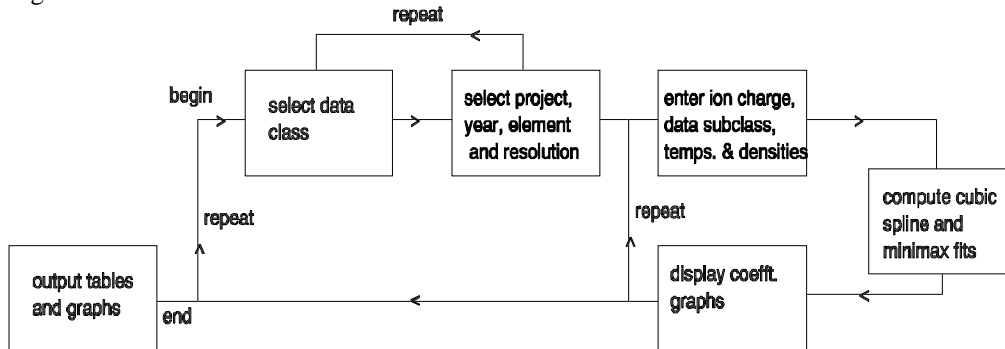 repeat
begin
select data
class
select project,
year, element
and resolution
enter ion charge,
data subclass,
temps. & densities
compute cubic
spline and
minimax fits
repeat
repeat
output tables
and graphs
end
display coefft.
graphs